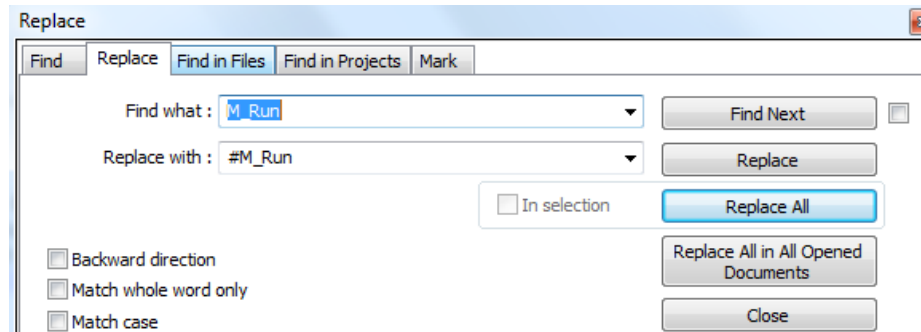 Replace
Find Replace Find in Files Find in Projects Mark
Find what : M_Run Find Next
Replace with : #M_Run Replace
In selection Replace All
Backward direction Replace All in All Opened
Documents
Match whole word only
Match case Close